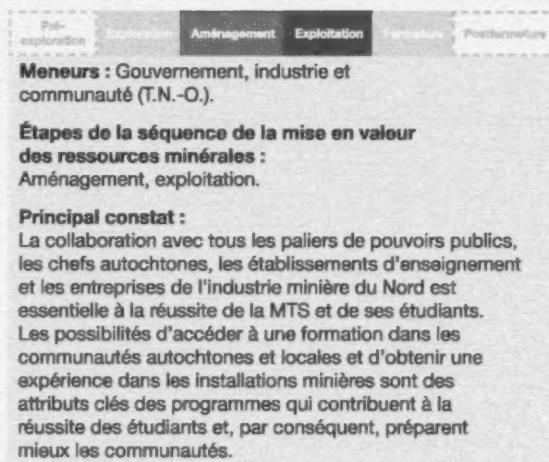 Pré-
exploration Exploration Aménagement Exploitation Fermeture Postfermeture
Meneurs : Gouvernement, industrie et
communauté (T.N.-O.).
Étapes de la séquence de la mise en valeur
des ressources minérales :
Aménagement, exploitation.
Principal constat :
La collaboration avec tous les paliers de pouvoirs publics,
les chefs autochtones, les établissements d'enseignement
et les entreprises de l'industrie minière du Nord est
essentielle à la réussite de la MTS et de ses étudiants.
Les possibilités d'accéder à une formation dans les
communautés autochtones et locales et d'obtenir une
expérience dans les installations minières sont des
attributs clés des programmes qui contribuent à la
réussite des étudiants et, par conséquent, préparent
mieux les communautés.